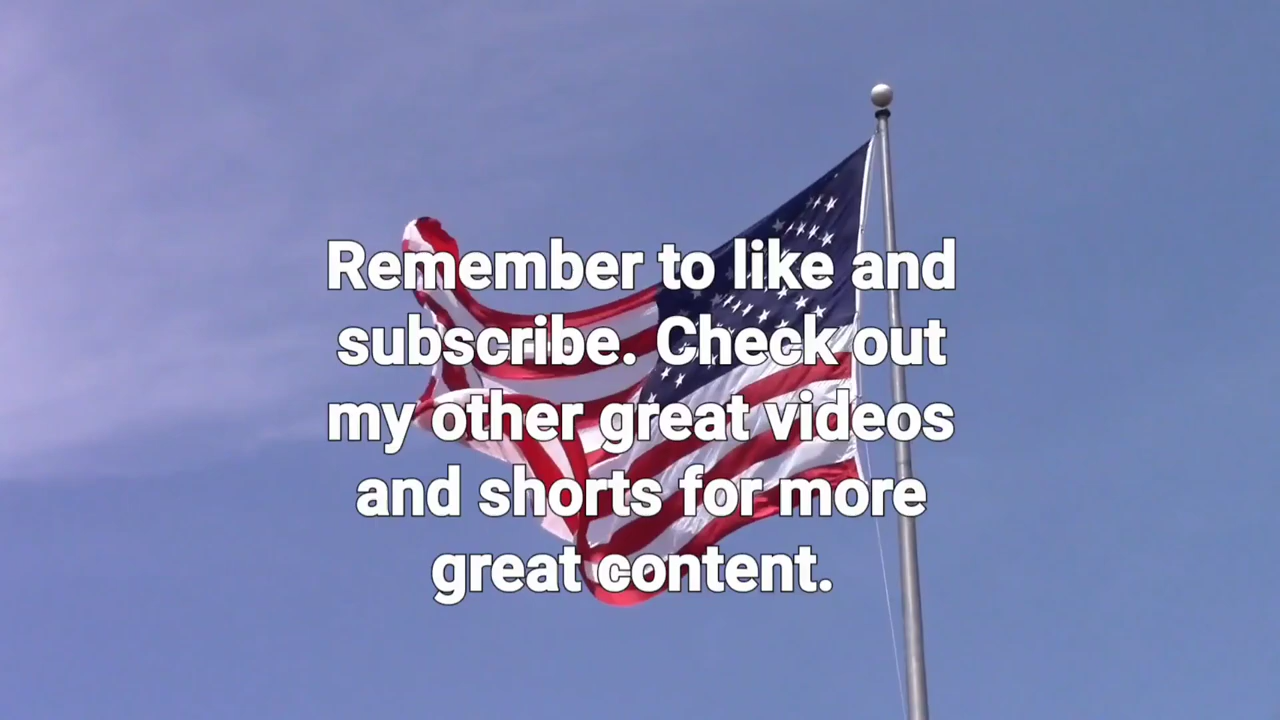 Remember to like and
subscribe. Check out
my other great videos
and shorts for more
great content.